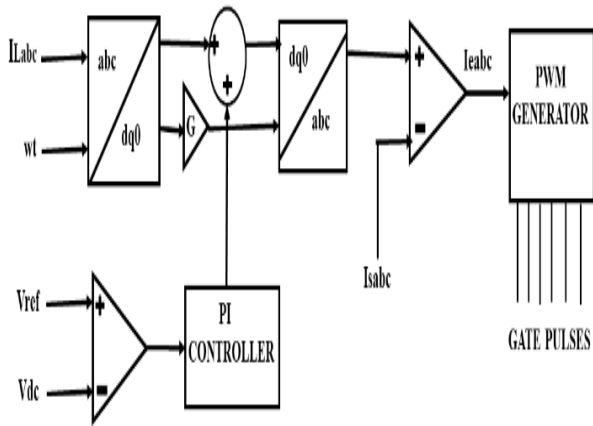 ILabc
wt
abc
dq0
+
+
G
dq0
abc
+
-
Ieabc
PWM
GENERATOR
Isabc
GATE PULSES
Vref
Vdc
+
-
PI
CONTROLLER